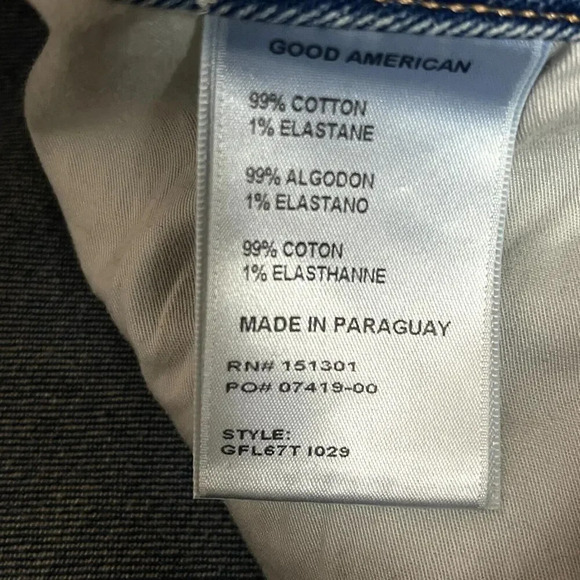 GOOD AMERICAN
99% COTTON
1% ELASTANE
99% ALGODON
1% ELASTANO
99% COTON
1% ELASTHANNE
MADE IN PARAGUAY
RN# 151301
PO# 07419-00
STYLE:
GFL67T I029